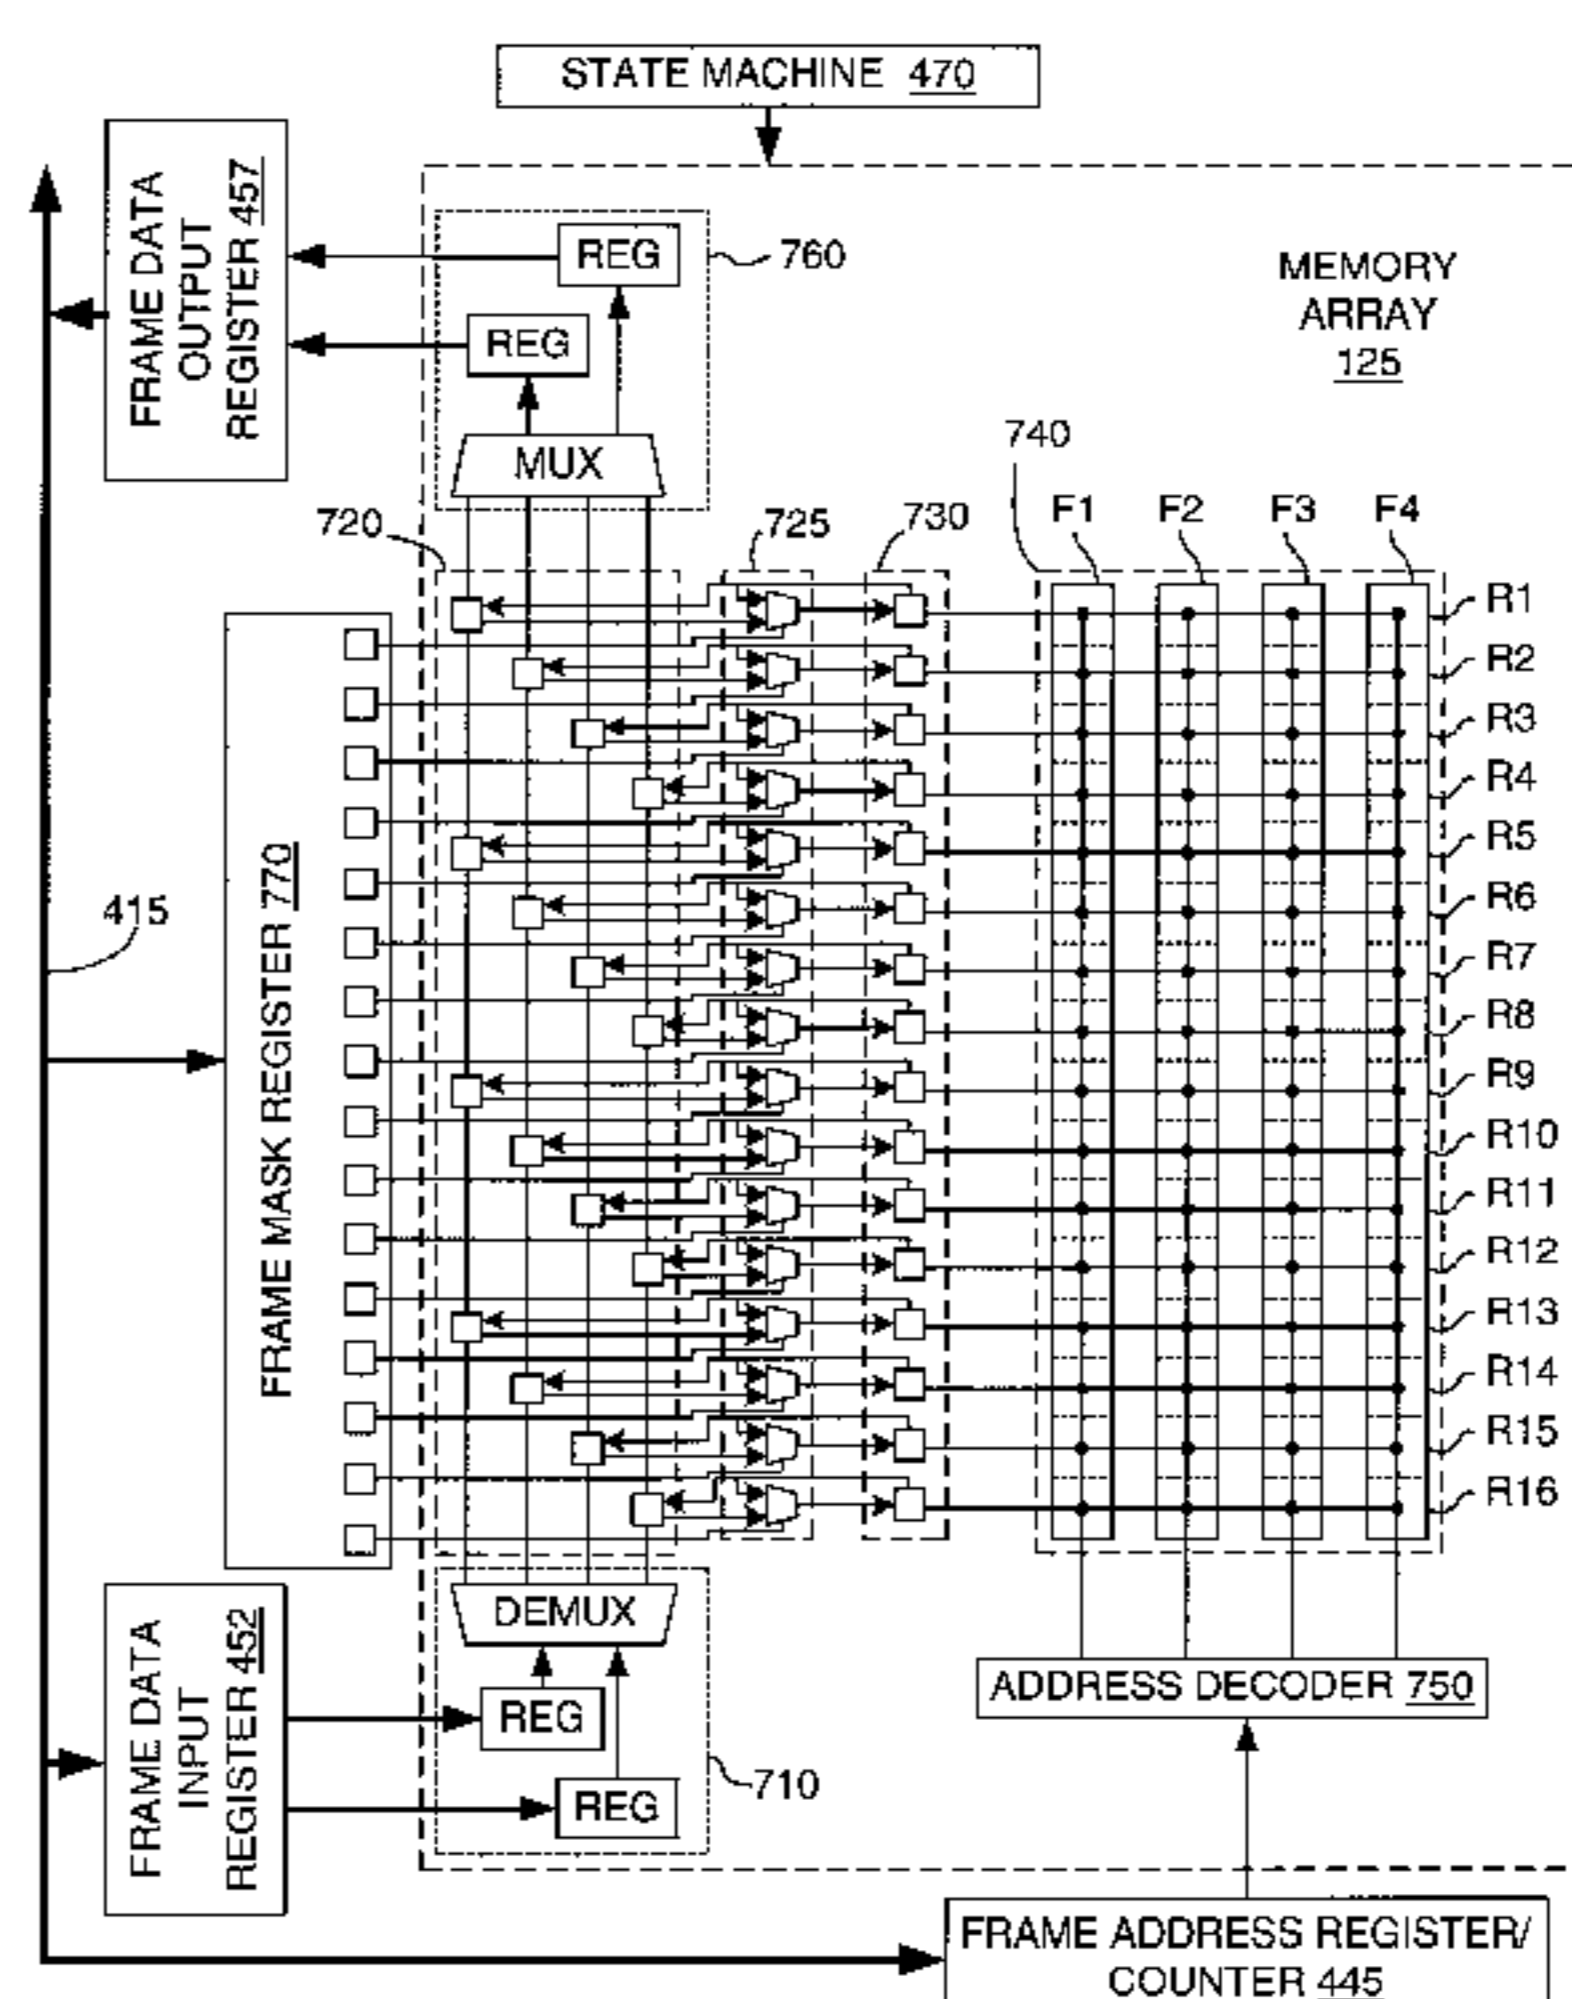 STATE MACHINE 470
FRAME DATA
OUTPUT
REGISTER 457
REG
760
REG
MUX
MEMORY
ARRAY
125
740
720
725
730
F1
F2
F3
F4
R1
R2
R3
R4
R5
R6
R7
R8
R9
R10
R11
R12
R13
R14
R15
R16
415
FRAME MASK REGISTER 770
DEMUX
REG
REG
710
FRAME DATA
INPUT
REGISTER 452
ADDRESS DECODER 750
FRAME ADDRESS REGISTER/
COUNTER 445